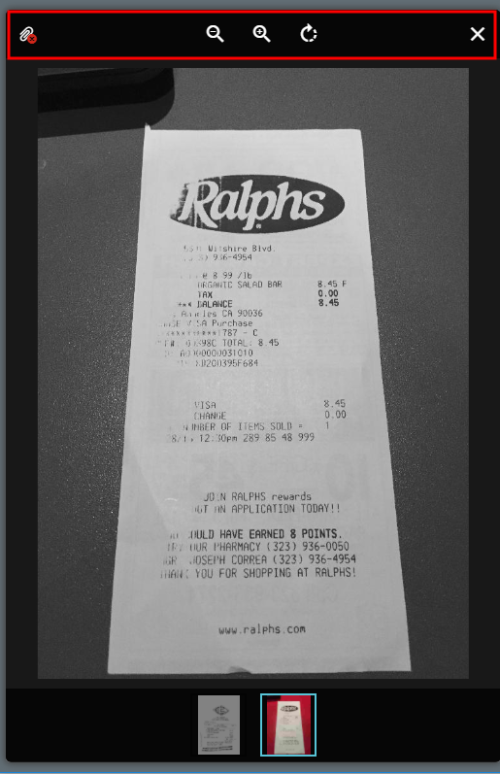 Ralphs
Wilshire Blvd.
936-4954
@ 8 99 /lb
ORGANIC SALAD BAR 8.45 F
TAX 0.00
BALANCE 8.45
Angeles CA 90036
VISA Purchase
787 - C
TOTAL: 8 45
VISA 8.45
CHANGE 0.00
NUMBER OF ITEMS SOLD = 1
12:30pm 289 85 48 999
JOIN RALPHS rewards
AN APPLICATION TODAY!!
WOULD HAVE EARNED 8 POINTS.
OUR PHARMACY (323) 936-0050
JOSEPH CORREA (323) 936-4954
THANK YOU FOR SHOPPING AT RALPHS!
www.ralphs.com